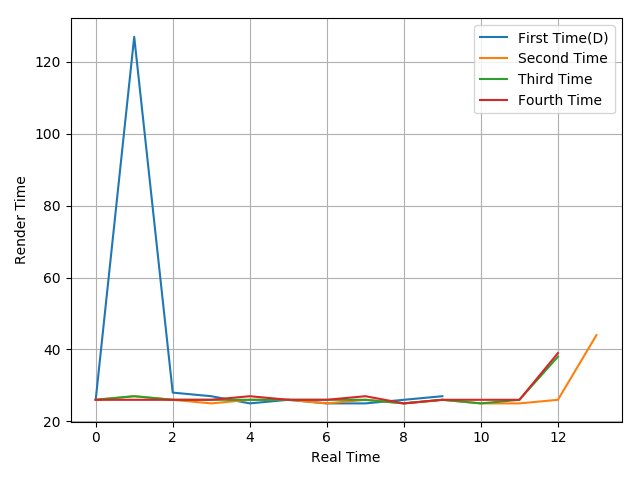 First Time(D)
Second Time
Third Time
Fourth Time
Render Time
120
100
80
60
40
20
0 2 4 6 8 10 12
Real Time